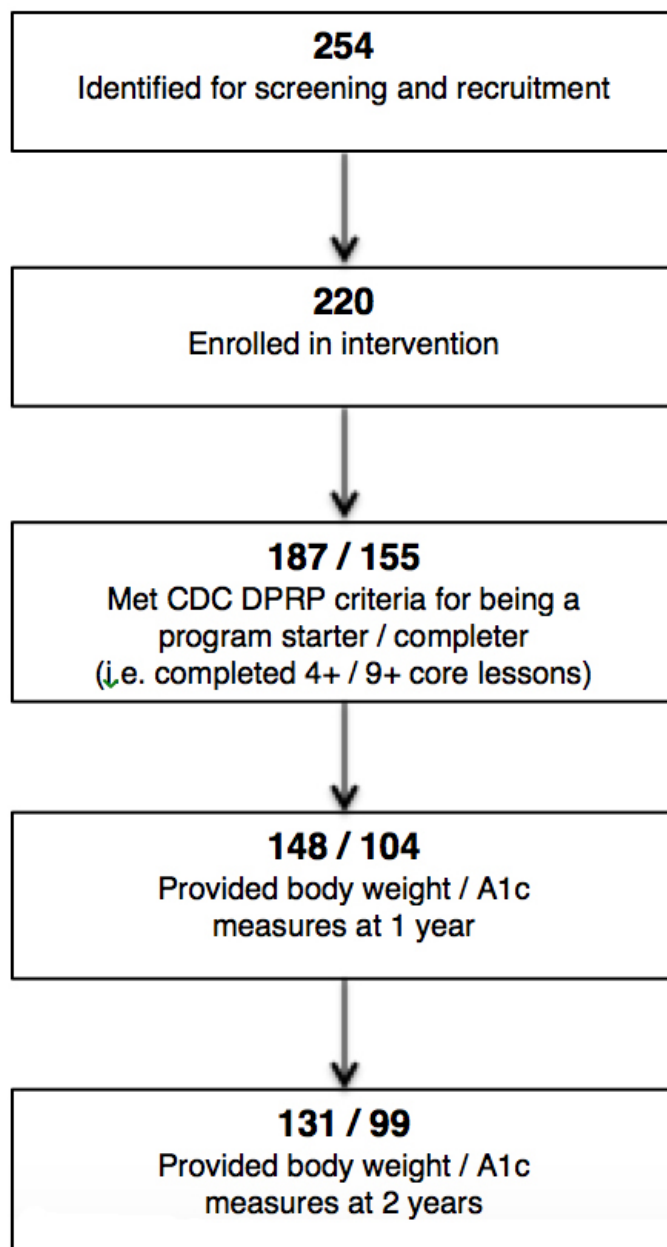 254
Identified for screening and recruitment
220
Enrolled in intervention
187 / 155
Met CDC DPRP criteria for being a
program starter / completer
(i.e. completed 4+ / 9+ core lessons)
148 / 104
Provided body weight / A1c
measures at 1 year
131 / 99
Provided body weight / A1c
measures at 2 years